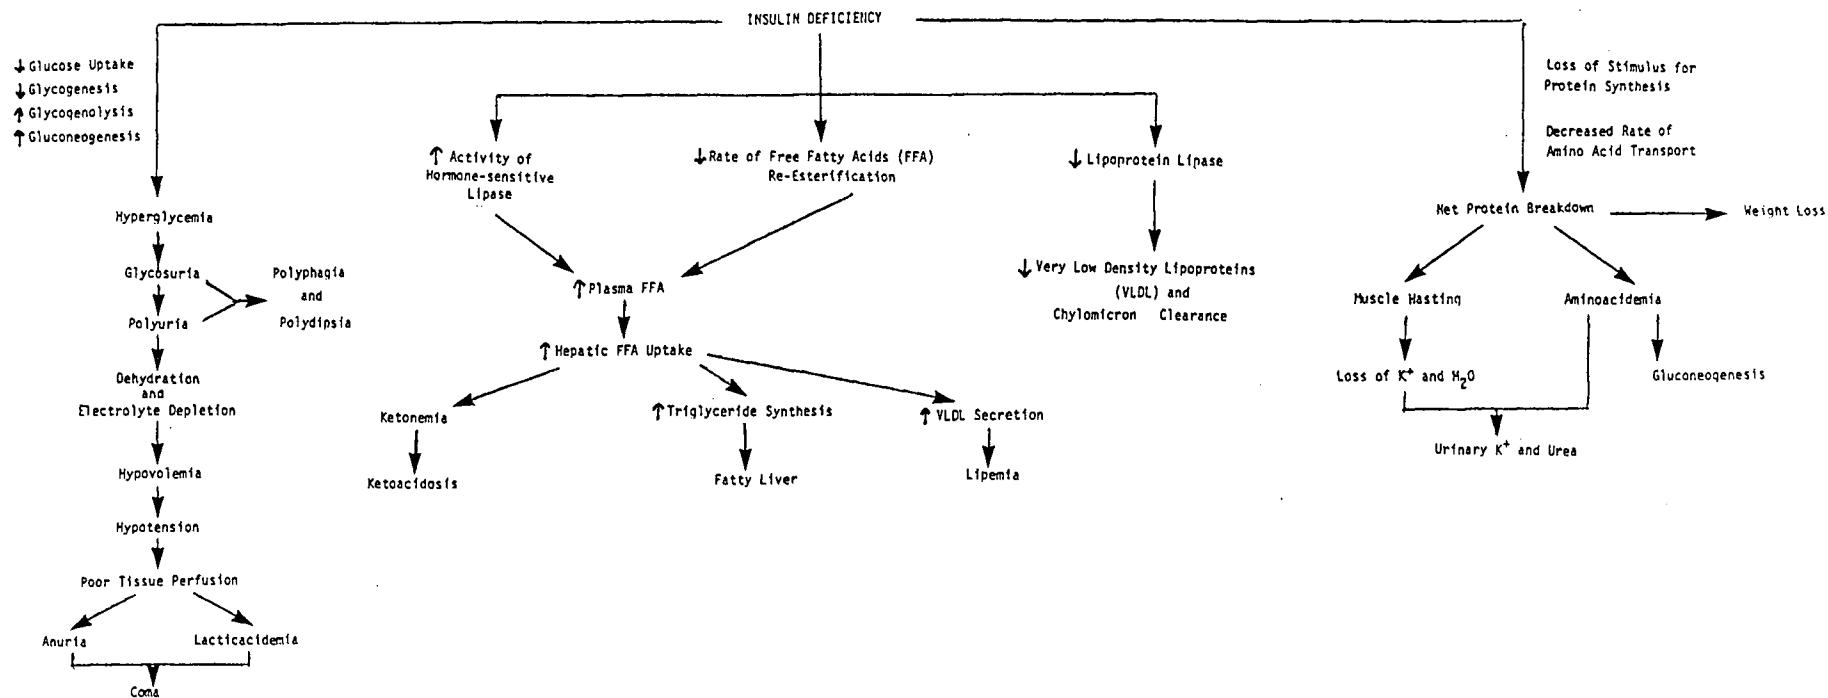 INSULIN DEFICIENCY
↓ Glucose Uptake
↓ Glycogenesis
↑ Glycogenolysis
↑ Gluconeogenesis
Hyperglycemia
Glycosuria
Polyuria
Polyphagia
and
Polydipsia
Dehydration
and
Electrolyte Depletion
Hypovolemia
Hypotension
Poor Tissue Perfusion
Anuria
Lacticacidemia
Coma
↑ Activity of
Hormone-sensitive
Lipase
↓ Rate of Free Fatty Acids (FFA)
Re-Esterification
↓ Lipoprotein Lipase
↑ Plasma FFA
↓ Very Low Density Lipoproteins
(VLDL) and
Chylomicron Clearance
↑ Hepatic FFA Uptake
Ketonemia
↑ Triglyceride Synthesis
↑ VLDL Secretion
Ketoacidosis
Fatty Liver
Lipemia
Loss of Stimulus for
Protein Synthesis
Decreased Rate of
Amino Acid Transport
Net Protein Breakdown
Weight Loss
Muscle Hasting
Aminoacidemia
Loss of K⁺ and H₂O
Gluconeogenesis
Urinary K⁺ and Urea